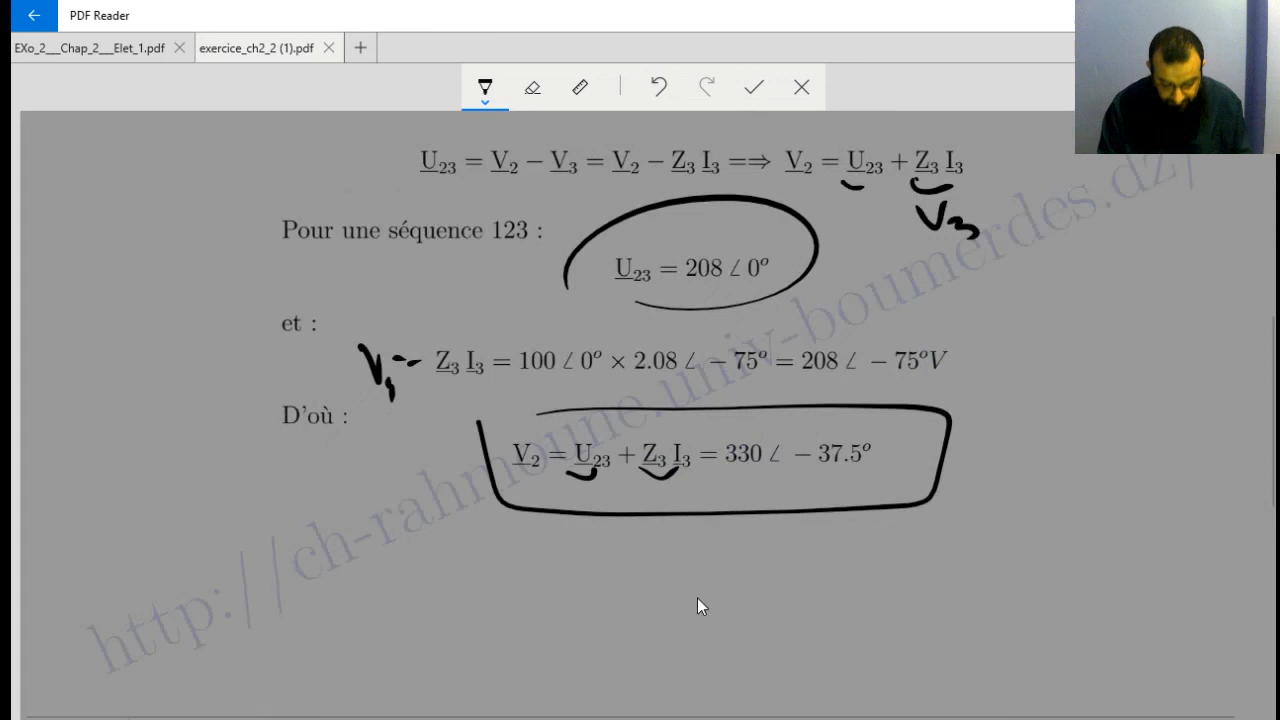 PDF Reader
EXo_2___Chap_2___Elet_1.pdf
exercice_ch2_2 (1).pdf
U₂₃ = V₂ − V₃ = V₂ − Z₃ I₃ ⟹ V₂ = U₂₃ + Z₃ I₃
V₃
Pour une séquence 123 :
U₂₃ = 208 ∠ 0°
et :
Z₃ I₃ = 100 ∠ 0° × 2.08 ∠ − 75° = 208 ∠ − 75°V
D'où :
V₂ = U₂₃ + Z₃ I₃ = 330 ∠ − 37.5°
http://ch-rahmoune.univ-boumerdes.dz/